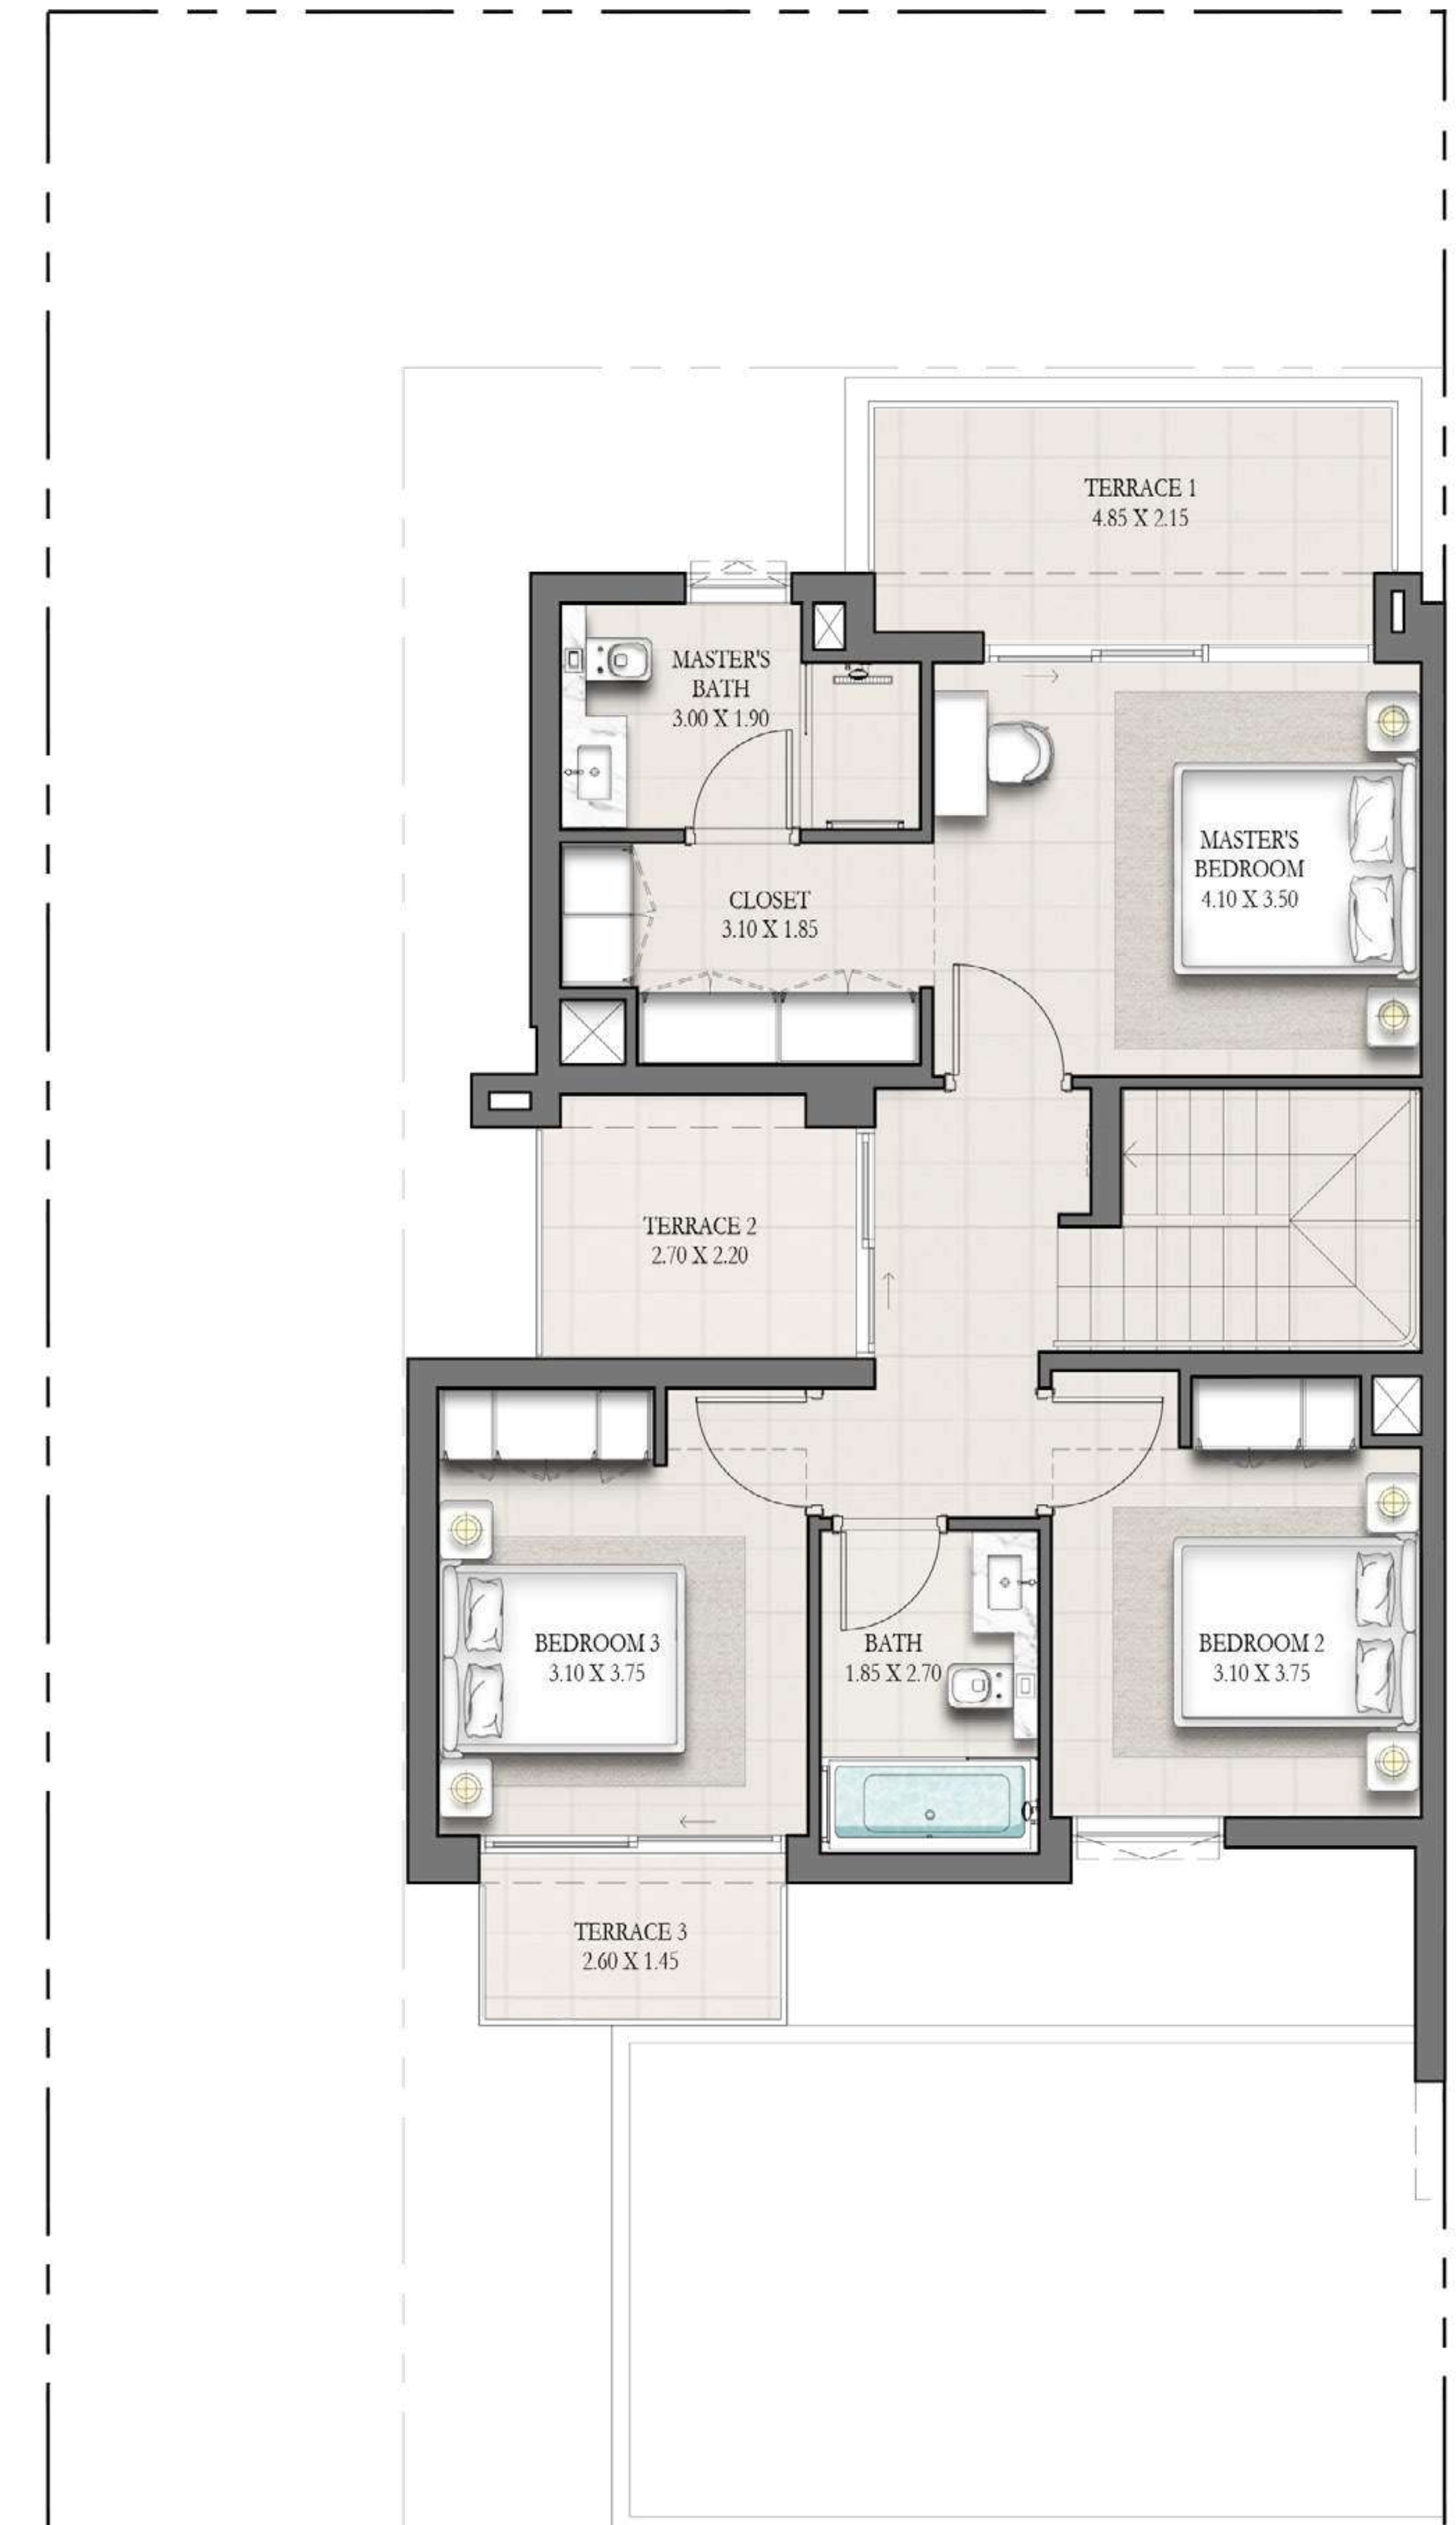 TERRACE 1
4.85 X 2.15
MASTER'S
BATH
3.00 X 1.90
MASTER'S
BEDROOM
4.10 X 3.50
CLOSET
3.10 X 1.85
TERRACE 2
2.70 X 2.20
BEDROOM 3
3.10 X 3.75
BATH
1.85 X 2.70
BEDROOM 2
3.10 X 3.75
TERRACE 3
2.60 X 1.45